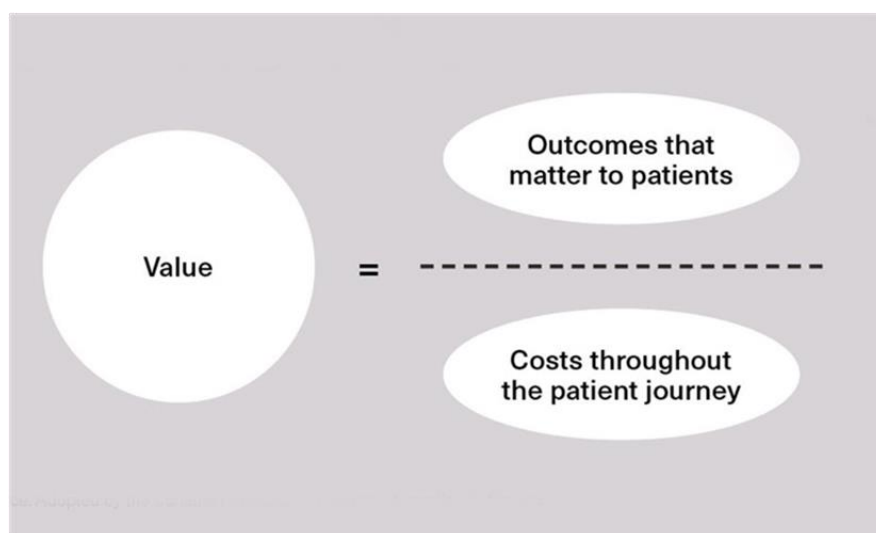 Value
=
Outcomes that
matter to patients
Costs throughout
the patient journey